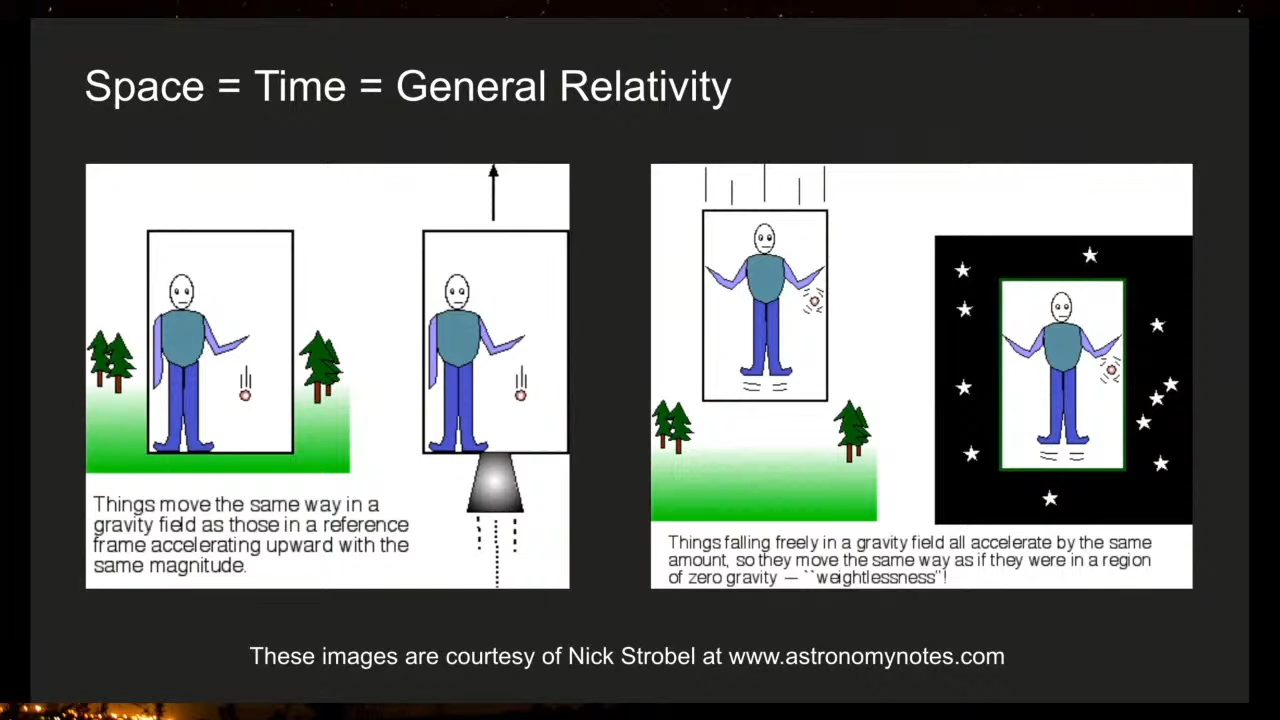 Space = Time = General Relativity
Things move the same way in a
gravity field as those in a reference
frame accelerating upward with the
same magnitude.
Things falling freely in a gravity field all accelerate by the same
amount, so they move the same way as if they were in a region
of zero gravity — ``weightlessness''!
These images are courtesy of Nick Strobel at www.astronomynotes.com